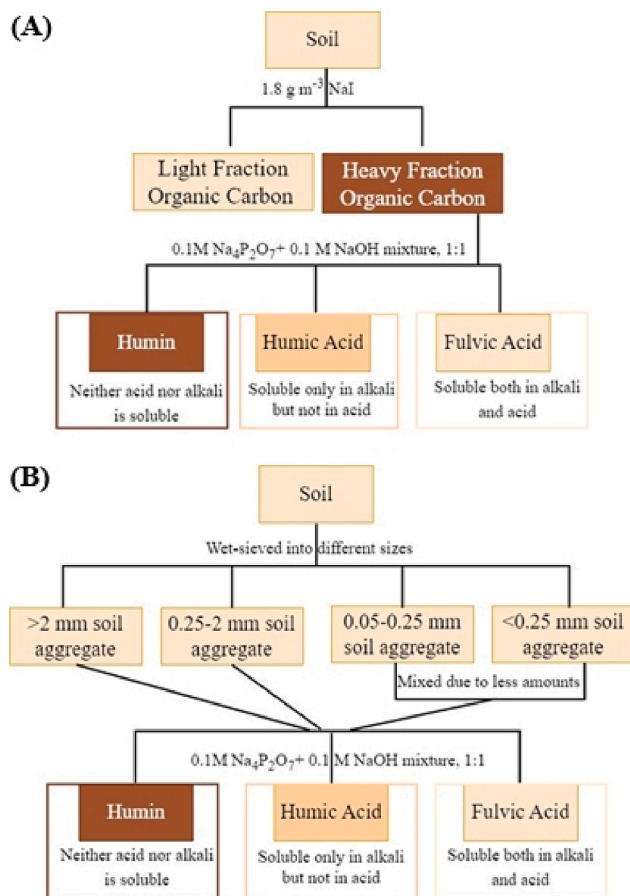 (A)
Soil
1.8 g m⁻³ NaI
Light Fraction
Organic Carbon
Heavy Fraction
Organic Carbon
0.1M Na₄P₂O₇+ 0.1 M NaOH mixture, 1:1
Humin
Neither acid nor alkali
is soluble
Humic Acid
Soluble only in alkali
but not in acid
Fulvic Acid
Soluble both in alkali
and acid
(B)
Soil
Wet-sieved into different sizes
>2 mm soil
aggregate
0.25-2 mm soil
aggregate
0.05-0.25 mm
soil aggregate
<0.25 mm soil
aggregate
Mixed due to less amounts
0.1M Na₄P₂O₇+ 0.1 M NaOH mixture, 1:1
Humin
Neither acid nor alkali
is soluble
Humic Acid
Soluble only in alkali
but not in acid
Fulvic Acid
Soluble both in alkali
and acid